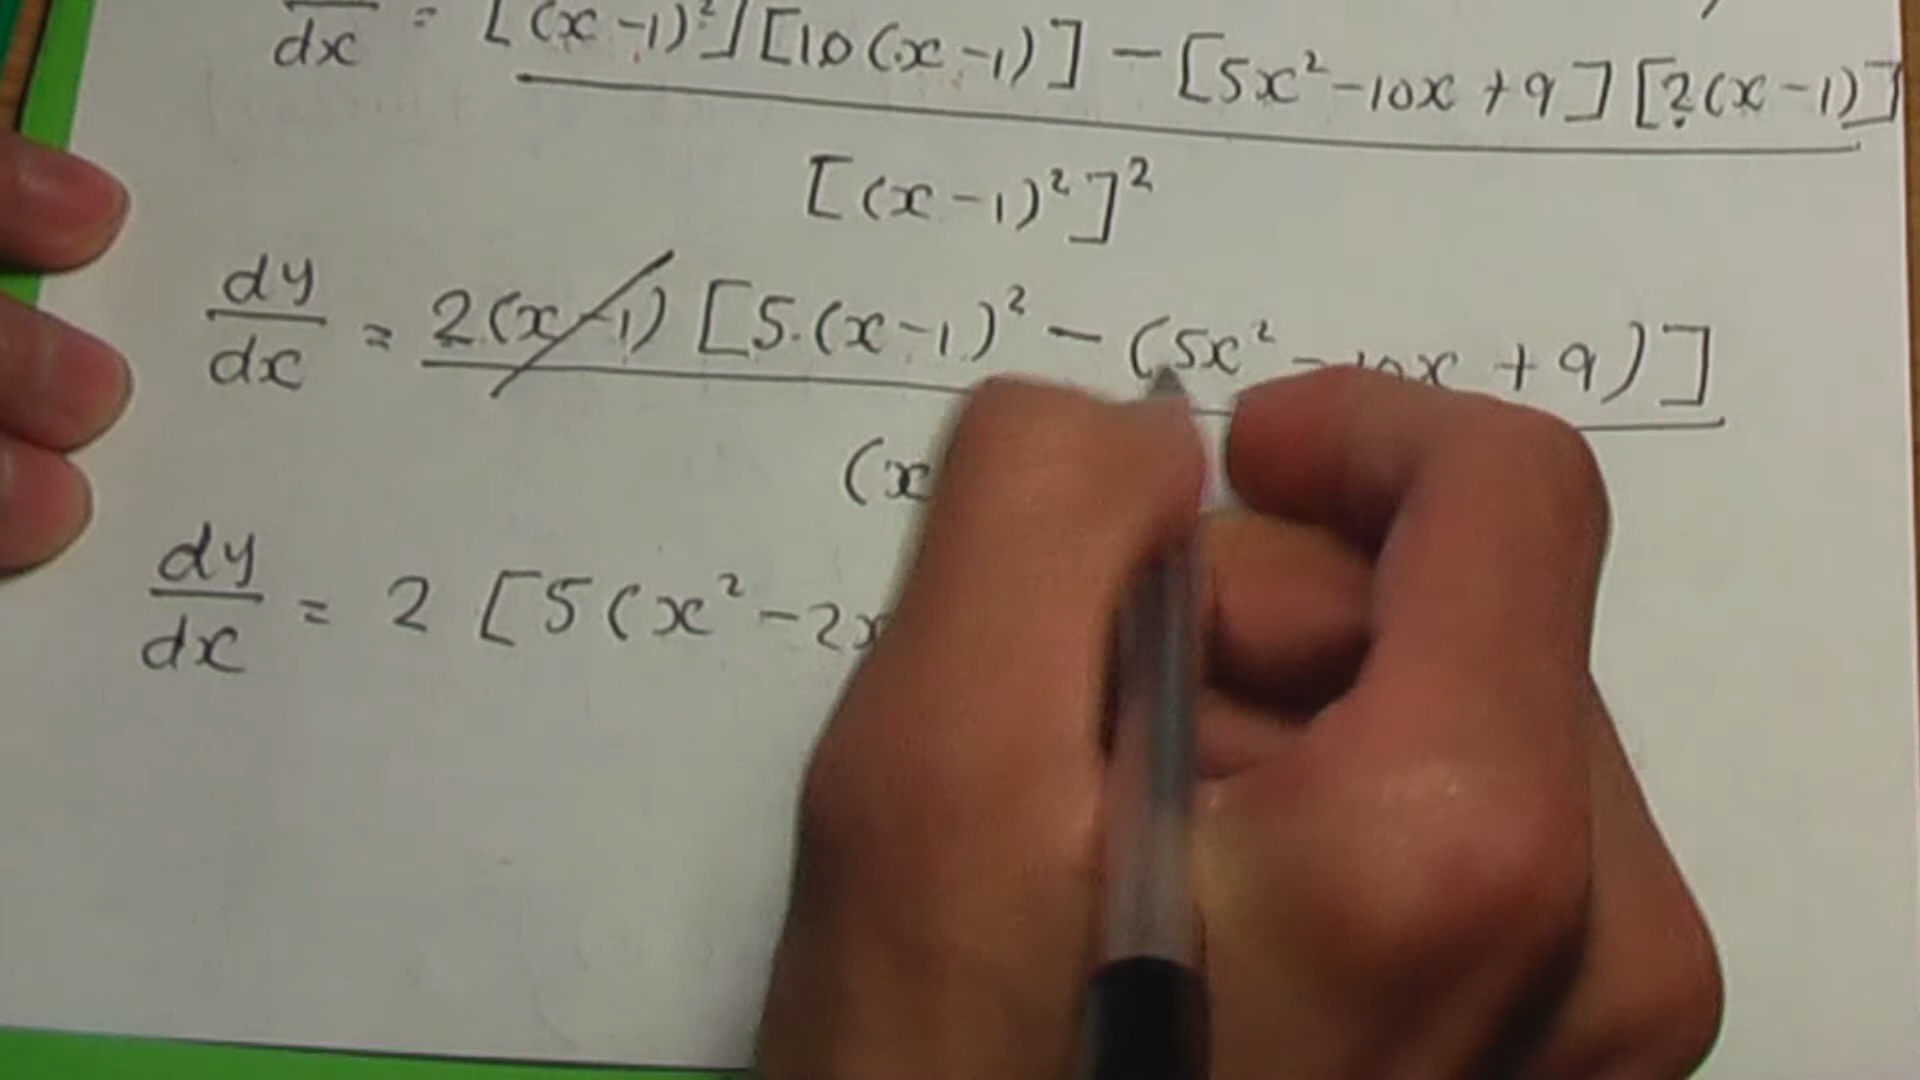 dx = [(x-1)²][10(x-1)] - [5x²-10x+9][2(x-1)]
[(x-1)²]²
dy/dx = 2(x-1) [5.(x-1)² - (5x² - 10x + 9)]
(x
dy/dx = 2 [5(x²-2x